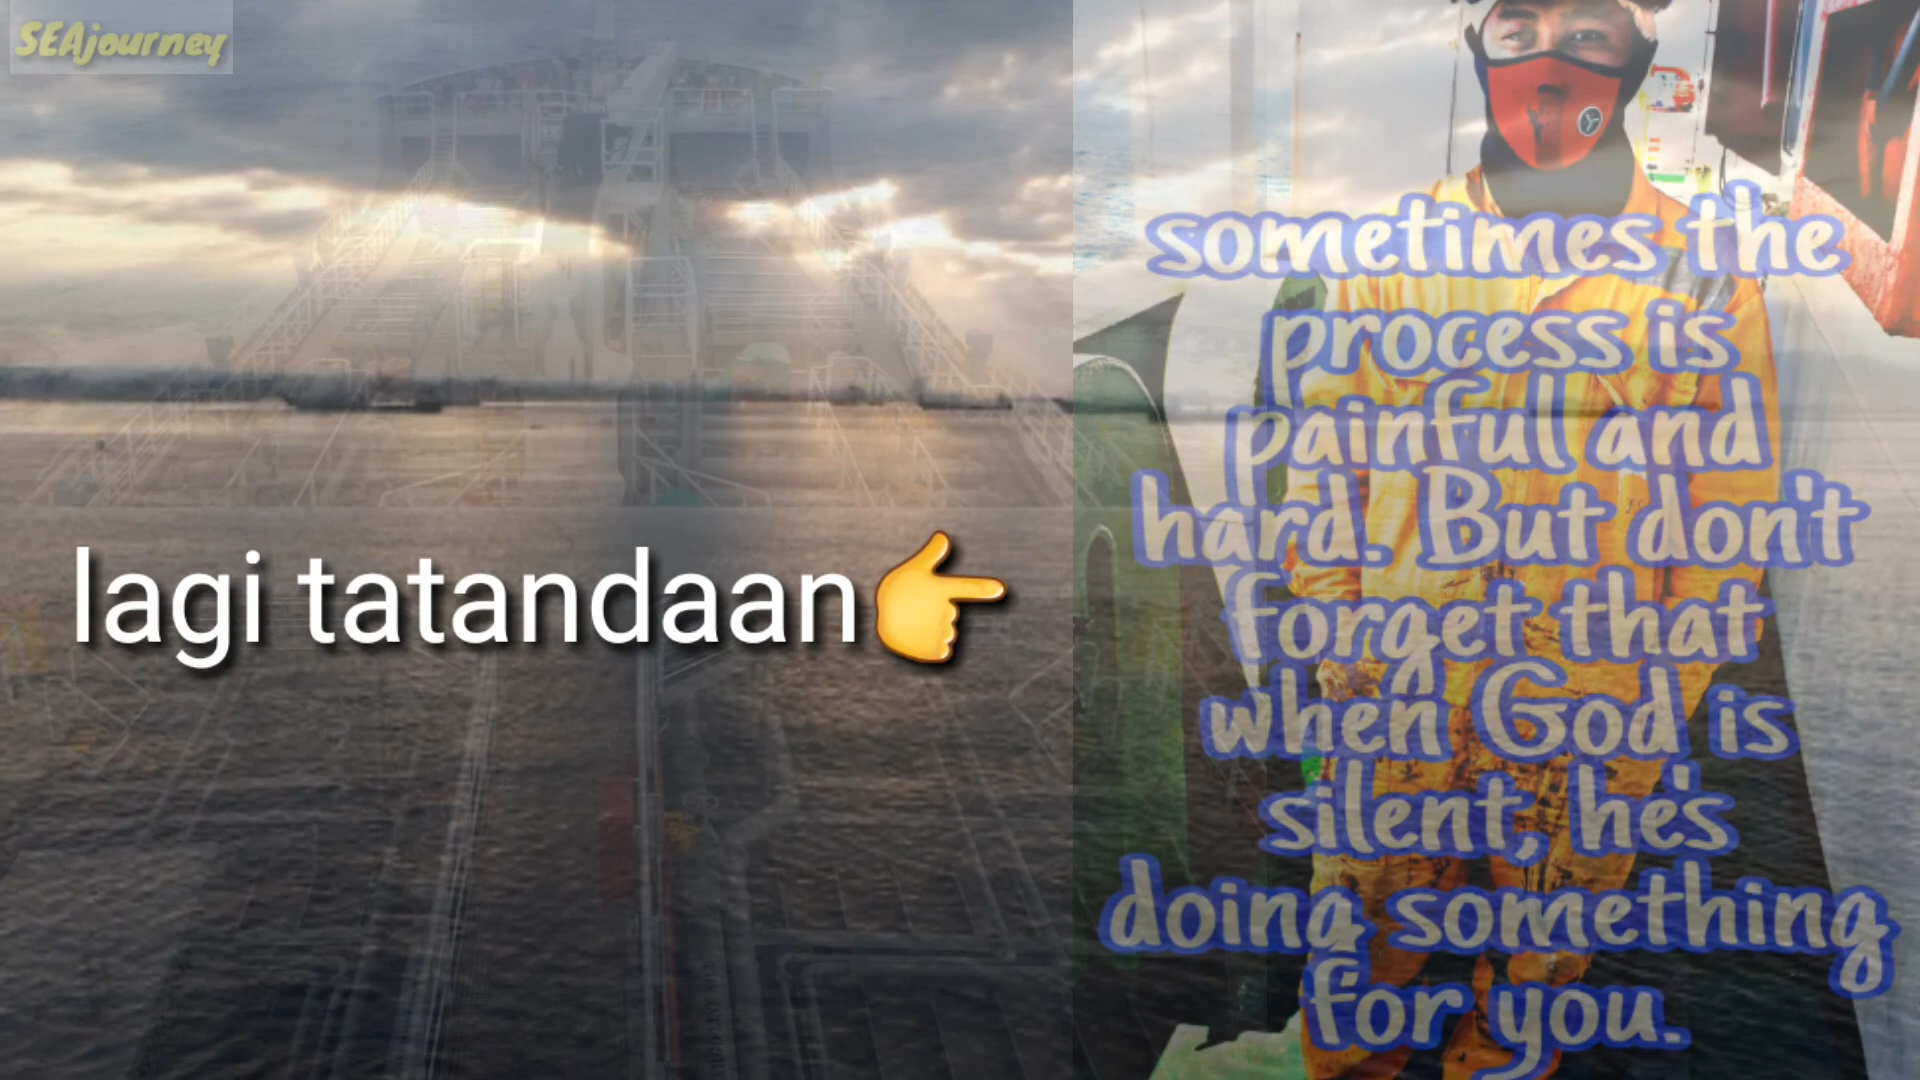 SEAjourney
lagi tatandaan👉
sometimes the
process is
painful and
hard. But don't
forget that
when God is
silent, he's
doing something
for you.